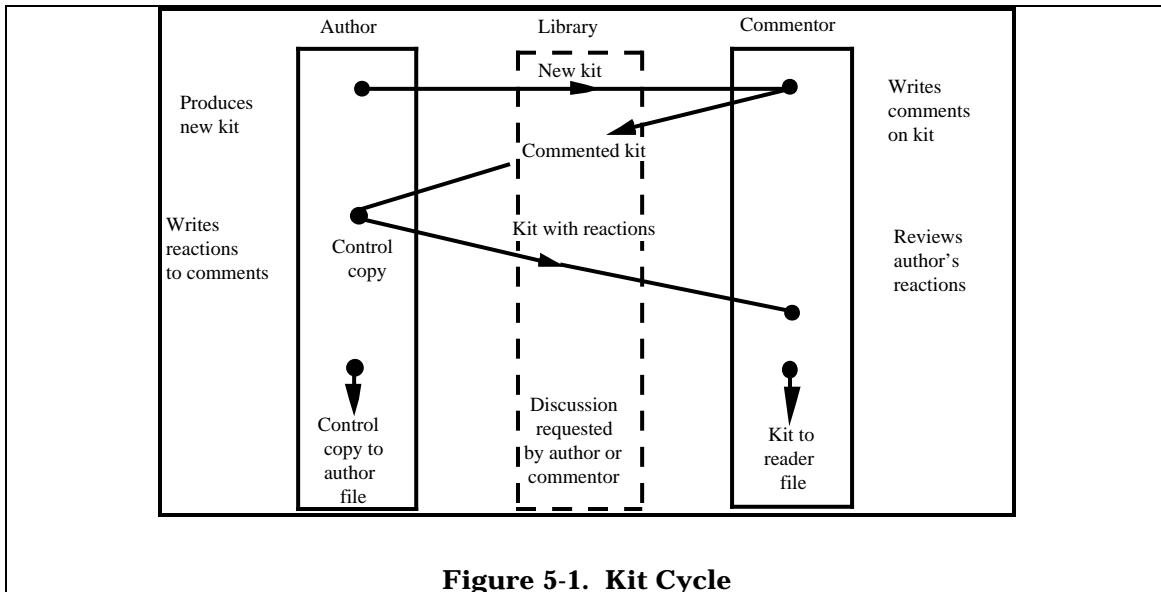 Author
Library
Commentor
New kit
Produces
new kit
Writes
comments
on kit
Commented kit
Writes
reactions
to comments
Control
copy
Kit with reactions
Reviews
author’s
reactions
Control
copy to
author
file
Discussion
requested
by author or
commentor
Kit to
reader
file
Figure 5-1. Kit Cycle